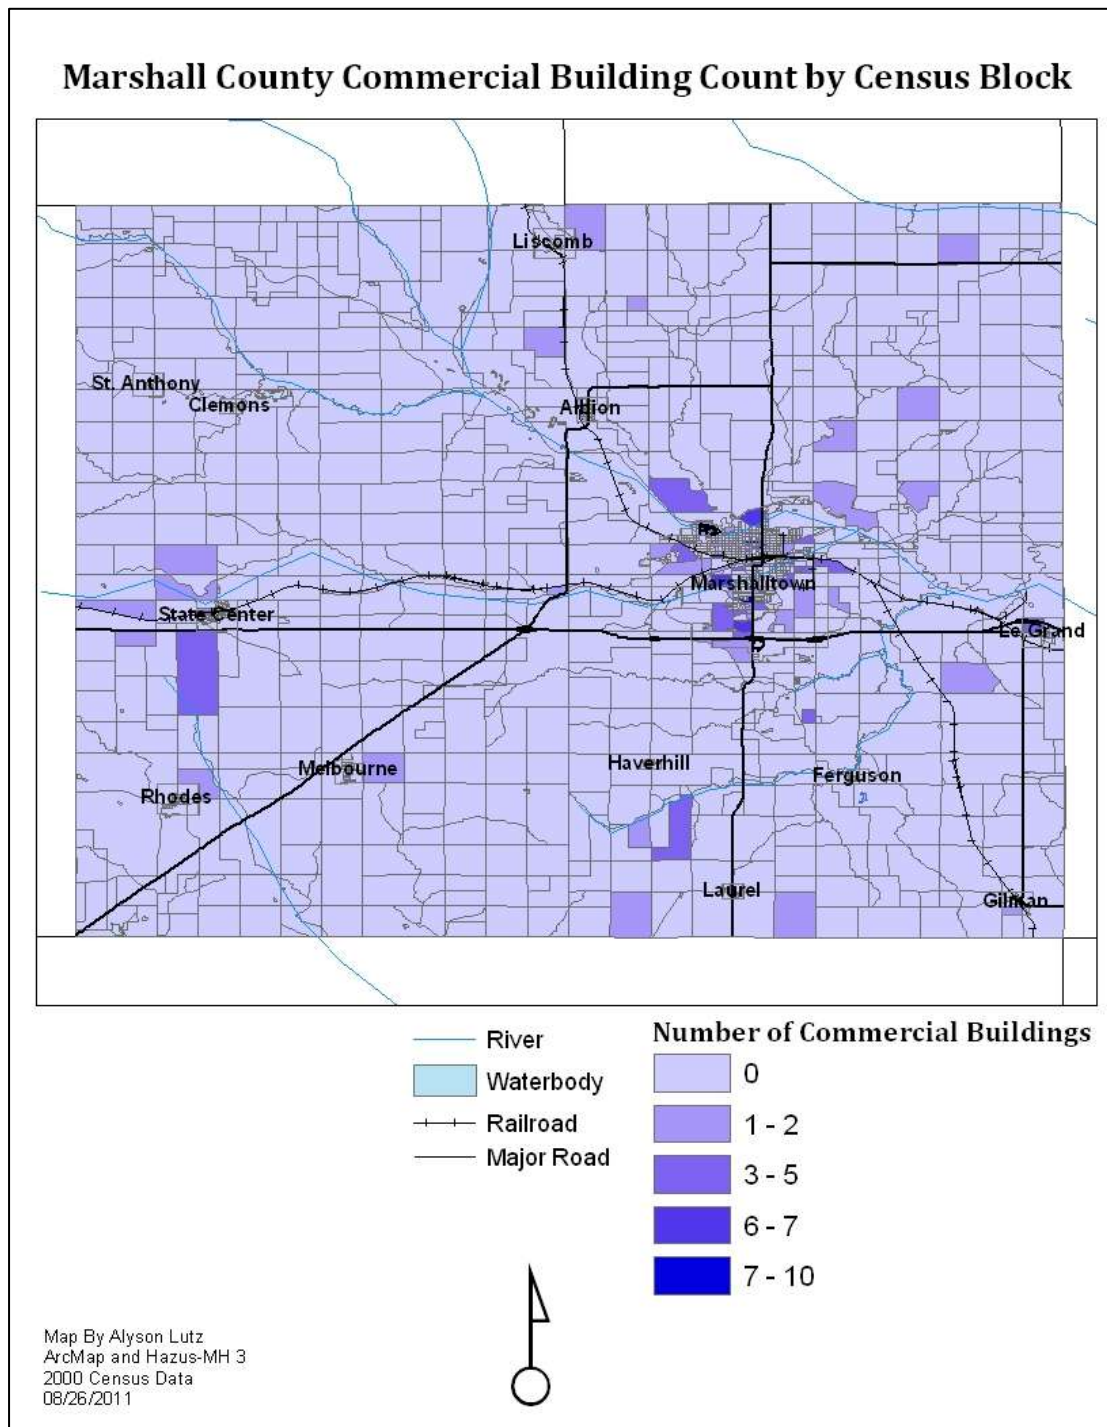 Marshall County Commercial Building Count by Census Block
Liscomb
St. Anthony
Clemons
Albion
Marshalltown
State Center
Le Grand
Melbourne
Haverhill
Ferguson
Rhodes
Laurel
Gilman
River
Waterbody
Railroad
Major Road
Number of Commercial Buildings
0
1 - 2
3 - 5
6 - 7
7 - 10
Map By Alyson Lutz
ArcMap and Hazus-MH 3
2000 Census Data
08/26/2011